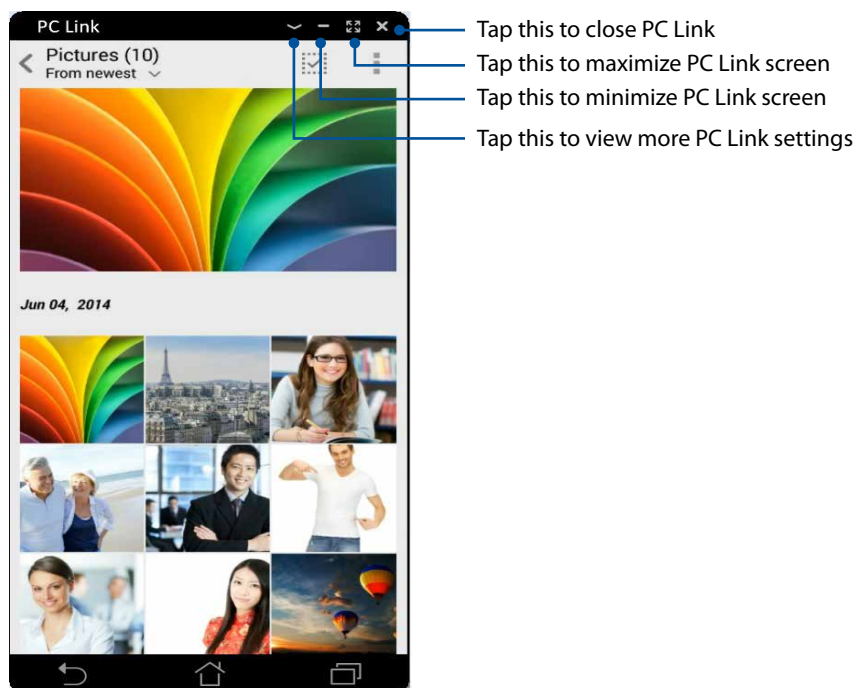 PC Link
Tap this to close PC Link
Pictures (10)
From newest
Tap this to maximize PC Link screen
Tap this to minimize PC Link screen
Tap this to view more PC Link settings
Jun 04, 2014